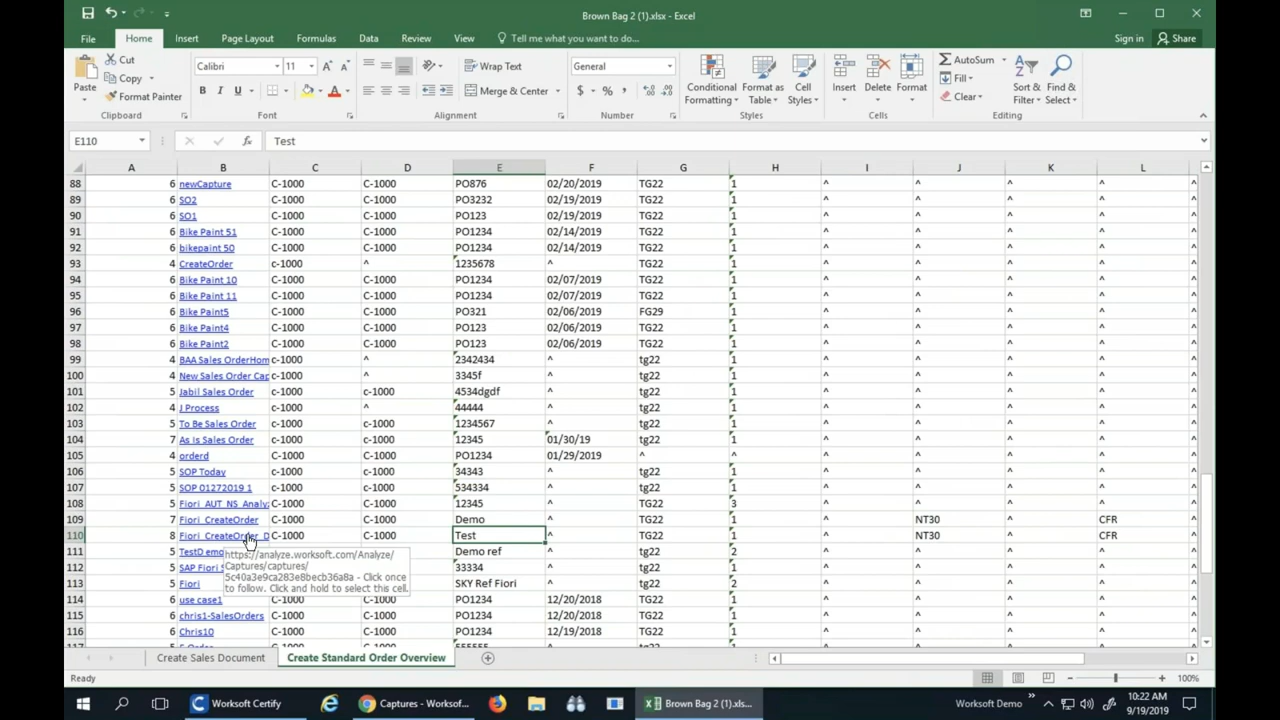 Brown Bag 2 (1).xlsx - Excel
File Home Insert Page Layout Formulas Data Review View Tell me what you want to do... Sign in Share
Paste Cut Copy Format Painter Clipboard
Calibri 11 A A B I U A Font
Wrap Text Merge & Center Alignment
General $ % , Number
Conditional Formatting Format as Table Cell Styles Styles
Insert Delete Format Cells
AutoSum Fill Clear Sort & Filter Find & Select Editing
E110 fx Test
A B C D E F G H I J K L
88 6 newCapture C-1000 C-1000 PO876 02/20/2019 TG22 1 ^ ^ ^ ^ ^
89 6 SO2 C-1000 C-1000 PO3232 02/19/2019 TG22 1 ^ ^ ^ ^ ^
90 6 SO1 C-1000 C-1000 PO123 02/19/2019 TG22 1 ^ ^ ^ ^ ^
91 6 Bike Paint 51 C-1000 C-1000 PO1234 02/14/2019 TG22 1 ^ ^ ^ ^ ^
92 6 bikepaint 50 C-1000 C-1000 PO1234 02/14/2019 TG22 1 ^ ^ ^ ^ ^
93 4 CreateOrder c-1000 ^ 1235678 ^ TG22 1 ^ ^ ^ ^ ^
94 6 Bike Paint 10 C-1000 C-1000 PO1234 02/07/2019 TG22 1 ^ ^ ^ ^ ^
95 6 Bike Paint 11 C-1000 C-1000 PO1234 02/07/2019 TG22 1 ^ ^ ^ ^ ^
96 6 Bike Paint5 C-1000 C-1000 PO321 02/06/2019 FG29 1 ^ ^ ^ ^ ^
97 6 Bike Paint4 C-1000 C-1000 PO123 02/06/2019 TG22 1 ^ ^ ^ ^ ^
98 6 Bike Paint2 C-1000 C-1000 PO123 02/06/2019 TG22 1 ^ ^ ^ ^ ^
99 4 BAA Sales OrderHom c-1000 ^ 2342434 ^ tg22 1 ^ ^ ^ ^ ^
100 4 New Sales Order Cap c-1000 ^ 3345f ^ tg22 1 ^ ^ ^ ^ ^
101 5 Jabil Sales Order c-1000 c-1000 4534dgdf ^ tg22 1 ^ ^ ^ ^ ^
102 4 J Process c-1000 ^ 44444 ^ tg22 1 ^ ^ ^ ^ ^
103 5 To Be Sales Order c-1000 c-1000 1234567 ^ tg22 1 ^ ^ ^ ^ ^
104 7 As Is Sales Order c-1000 c-1000 12345 01/30/19 tg22 1 ^ ^ ^ ^ ^
105 4 orderd c-1000 c-1000 PO1234 01/29/2019 ^ ^ ^ ^ ^ ^ ^
106 5 SOP Today c-1000 c-1000 34343 ^ tg22 1 ^ ^ ^ ^ ^
107 5 SOP 01272019 1 c-1000 c-1000 534334 ^ tg22 1 ^ ^ ^ ^ ^
108 5 Fiori_AUT_NS_Analy C-1000 C-1000 12345 ^ TG22 3 ^ ^ ^ ^ ^
109 7 Fiori_CreateOrder C-1000 C-1000 Demo ^ TG22 1 ^ NT30 ^ CFR ^
110 8 Fiori_CreateOrder_D C-1000 C-1000 Test ^ TG22 1 ^ NT30 ^ CFR ^
111 5 TestD emo Demo ref ^ tg22 2 ^ ^ ^ ^ ^
112 5 SAP Fiori S 33334 ^ tg22 1 ^ ^ ^ ^ ^
113 5 Fiori SKY Ref Fiori ^ tg22 2 ^ ^ ^ ^ ^
https://analyze.worksoft.com/Analyze/
Captures/captures/
5c40a3e9ca283e8becb36a8a - Click once
to follow. Click and hold to select this cell.
114 6 use case1 C-1000 C-1000 PO1234 12/20/2018 TG22 1 ^ ^ ^ ^ ^
115 6 chris1-SalesOrders C-1000 C-1000 PO1234 12/20/2018 TG22 1 ^ ^ ^ ^ ^
116 6 Chris10 C-1000 C-1000 PO1234 12/19/2018 TG22 1 ^ ^ ^ ^ ^
Create Sales Document Create Standard Order Overview
Ready 100%
Worksoft Certify Captures - Worksof... Brown Bag 2 (1).xls... Worksoft Demo 10:22 AM
9/19/2019